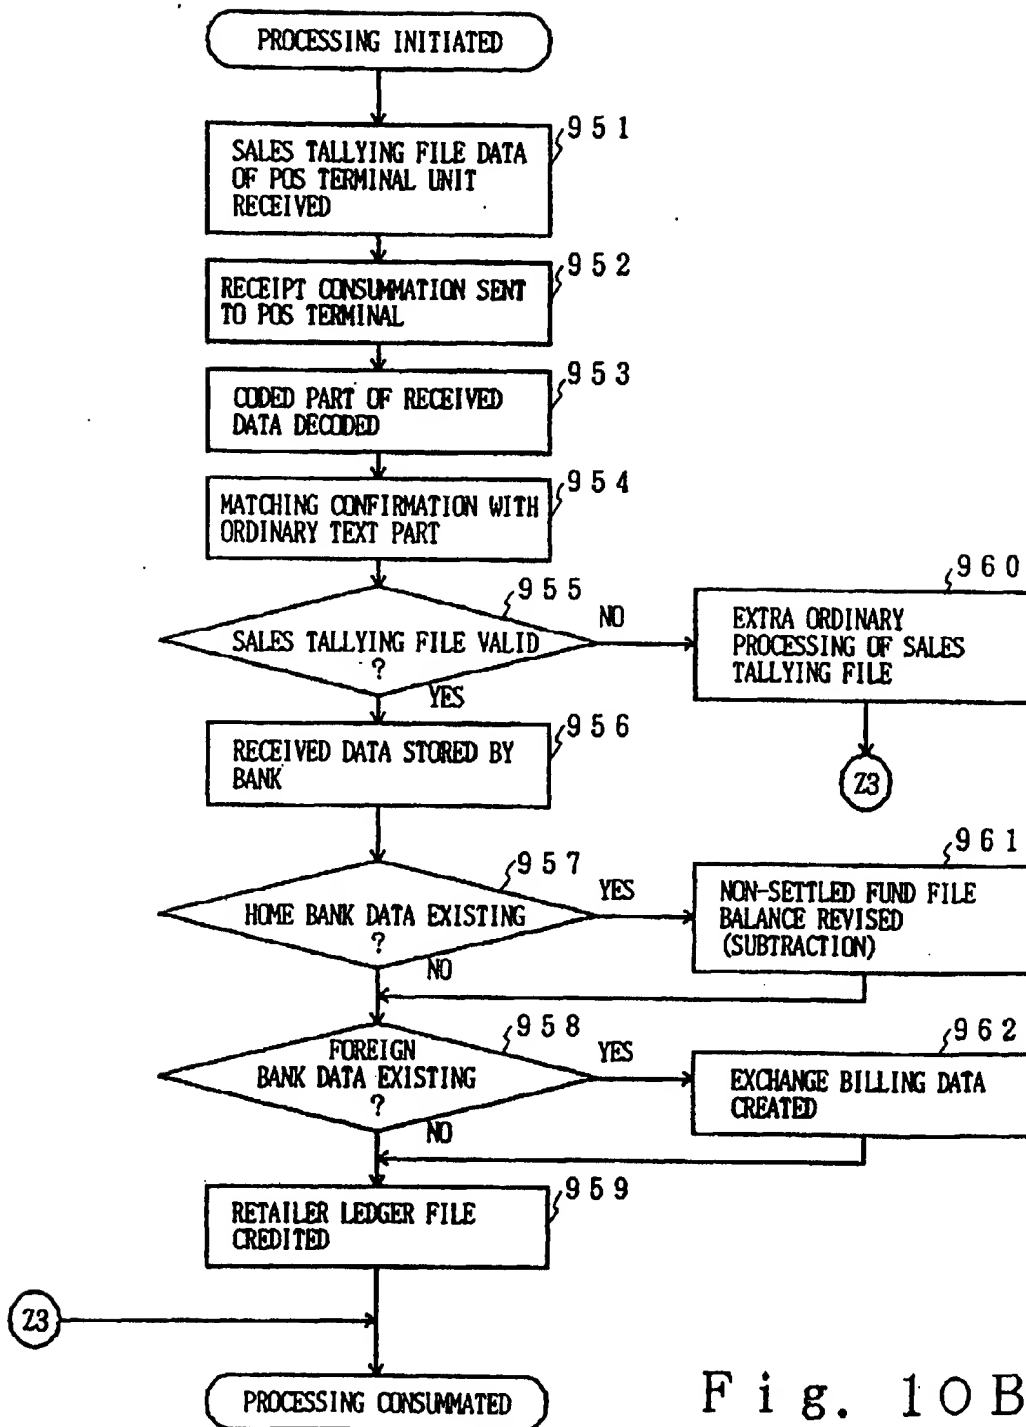 PROCESSING INITIATED
951
SALES TALLYING FILE DATA
OF POS TERMINAL UNIT
RECEIVED
952
RECEIPT CONSUMMATION SENT
TO POS TERMINAL
953
CODED PART OF RECEIVED
DATA DECODED
954
MATCHING CONFIRMATION WITH
ORDINARY TEXT PART
955
SALES TALLYING FILE VALID
?
NO
YES
960
EXTRA ORDINARY
PROCESSING OF SALES
TALLYING FILE
Z3
956
RECEIVED DATA STORED BY
BANK
957
HOME BANK DATA EXISTING
?
YES
NO
961
NON-SETTLED FUND FILE
BALANCE REVISED
(SUBTRACTION)
958
FOREIGN
BANK DATA EXISTING
?
YES
NO
962
EXCHANGE BILLING DATA
CREATED
959
RETAILER LEDGER FILE
CREDITED
Z3
PROCESSING CONSUMMATED
Fig. 10B